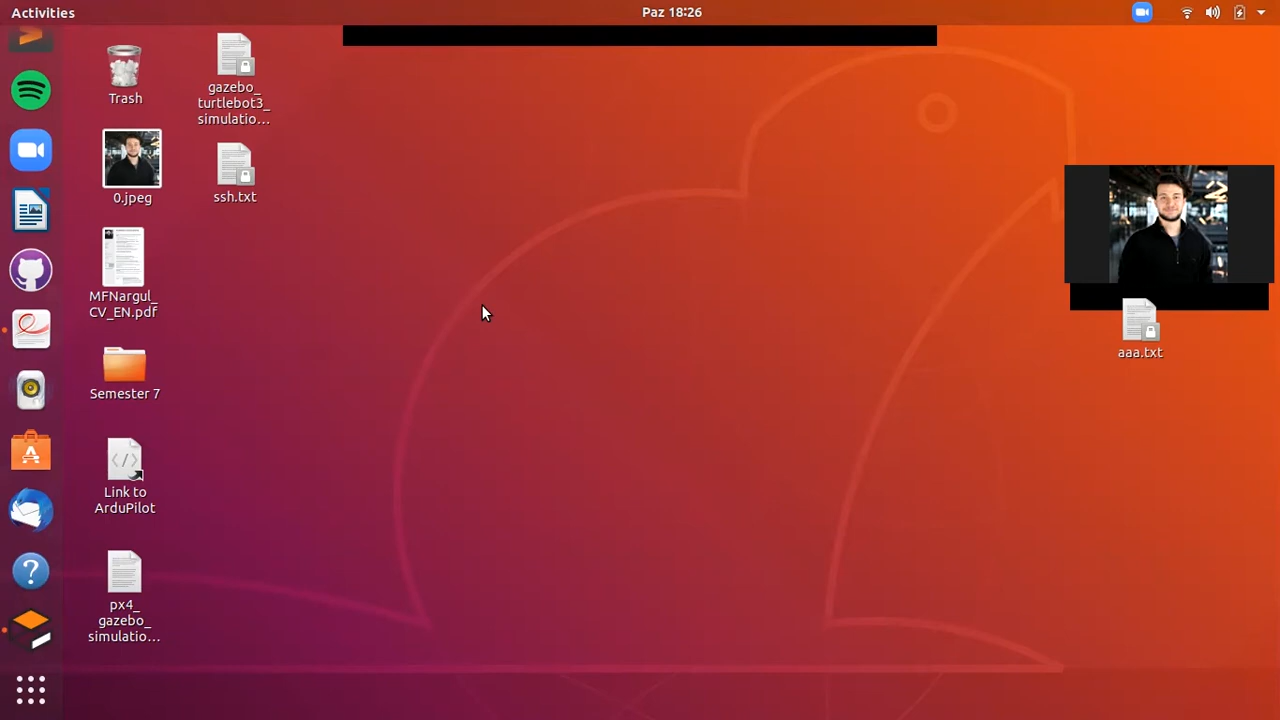 Activities
Paz 18:26
Trash
gazebo_
turtlebot3_
simulatio...
0.jpeg
ssh.txt
MFNargul_
CV_EN.pdf
aaa.txt
Semester 7
Link to
ArduPilot
px4_
gazebo_
simulatio...